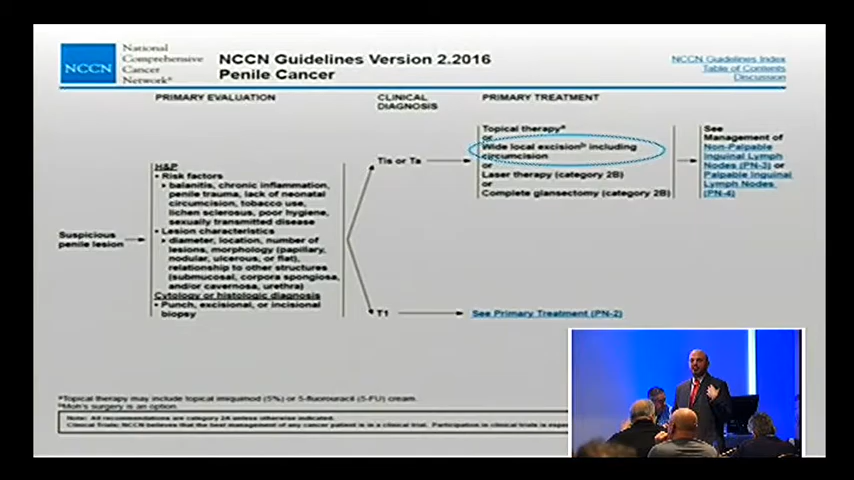 NCCN
National
Comprehensive
Cancer
Network®
NCCN Guidelines Version 2.2016
Penile Cancer
NCCN Guidelines Index
Table of Contents
Discussion
PRIMARY EVALUATION
CLINICAL
DIAGNOSIS
PRIMARY TREATMENT
Suspicious
penile lesion
H&P
• Risk factors
balanitis, chronic inflammation,
penile trauma, lack of neonatal
circumcision, tobacco use,
lichen sclerosus, poor hygiene,
sexually transmitted disease
• Lesion characteristics
diameter, location, number of
lesions, morphology (papillary,
nodular, ulcerous, or flat),
relationship to other structures
(submucosal, corpora spongiosa,
and/or cavernosa, urethra)
Cytology or histologic diagnosis
• Punch, excisional, or incisional
biopsy
Tis or Ta
Topical therapyᵃ
or
Wide local excisionᵇ including
circumcision
or
Laser therapy (category 2B)
or
Complete glansectomy (category 2B)
See
Management of
Non-Palpable
Inguinal Lymph
Nodes (PN-3) or
Palpable Inguinal
Lymph Nodes
(PN-4)
T1
See Primary Treatment (PN-2)
ᵃTopical therapy may include topical imiquimod (5%) or 5-fluorouracil (5-FU) cream.
ᵇMoh's surgery is an option.
Note: All recommendations are category 2A unless otherwise indicated.
Clinical Trials: NCCN believes that the best management of any cancer patient is in a clinical trial. Participation in clinical trials is